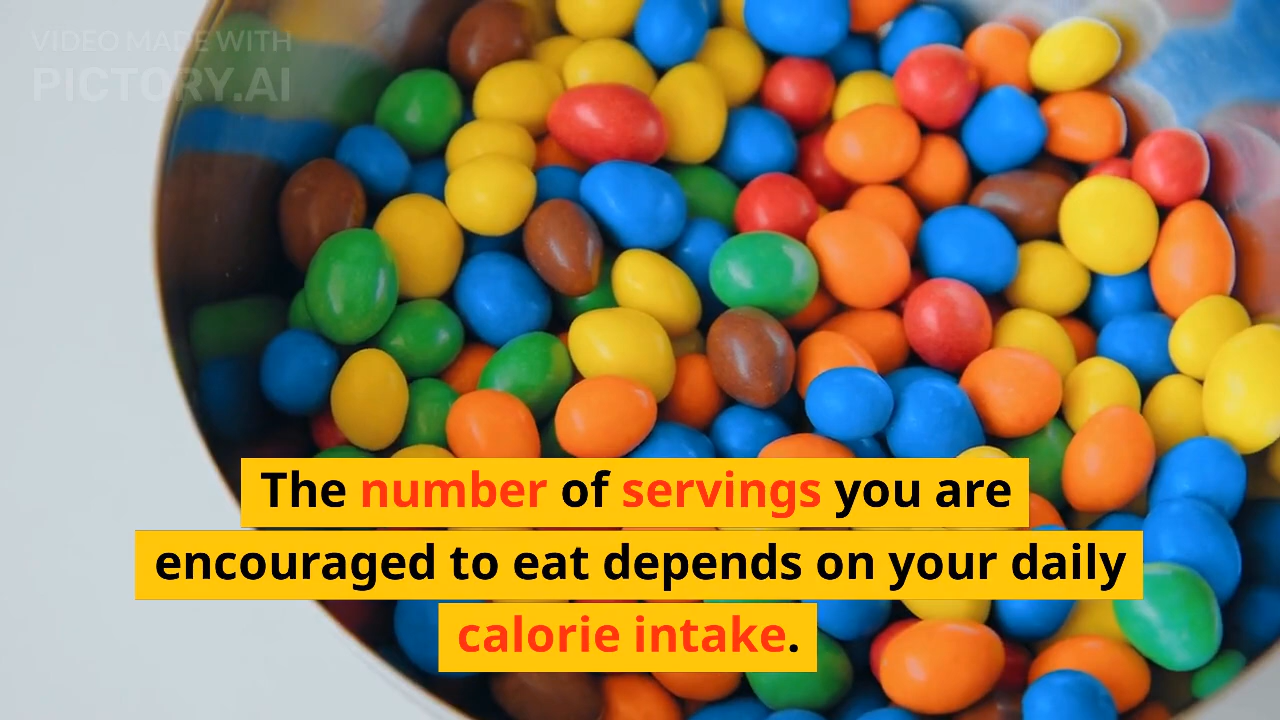 VIDEO MADE WITH
PICTORY.AI
The number of servings you are
encouraged to eat depends on your daily
calorie intake.